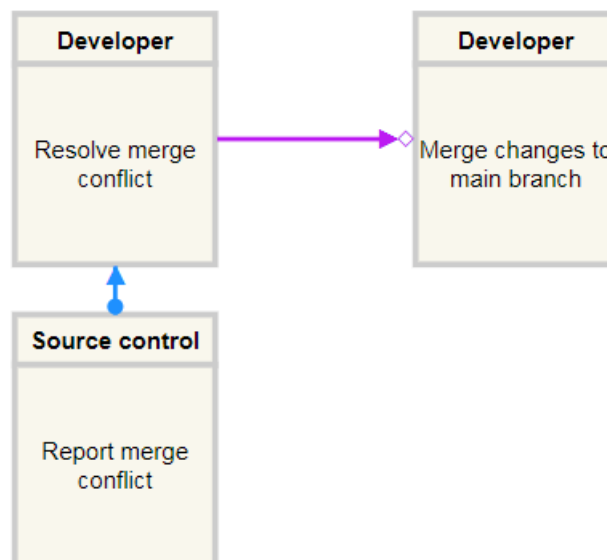 Developer
Resolve merge
conflict
Developer
Merge changes to
main branch
Source control
Report merge
conflict